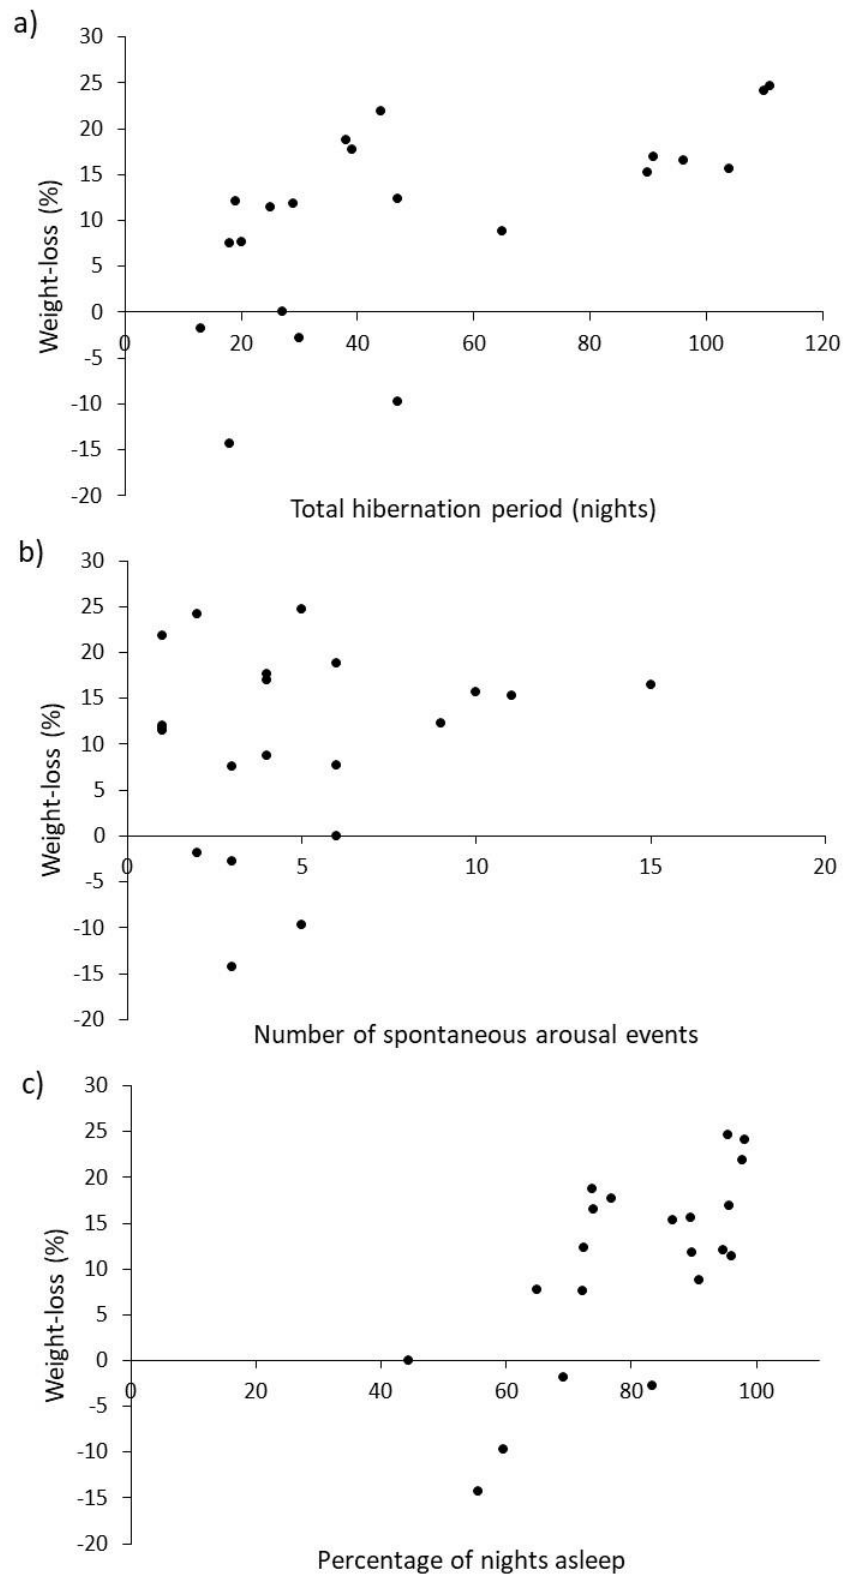 a)
30
25
20
15
10
5
0
-5
-10
-15
-20
Weight-loss (%)
0 20 40 60 80 100 120
Total hibernation period (nights)
b)
30
25
20
15
10
5
0
-5
-10
-15
-20
Weight-loss (%)
0 5 10 15 20
Number of spontaneous arousal events
c)
30
25
20
15
10
5
0
-5
-10
-15
-20
Weight-loss (%)
0 20 40 60 80 100
Percentage of nights asleep